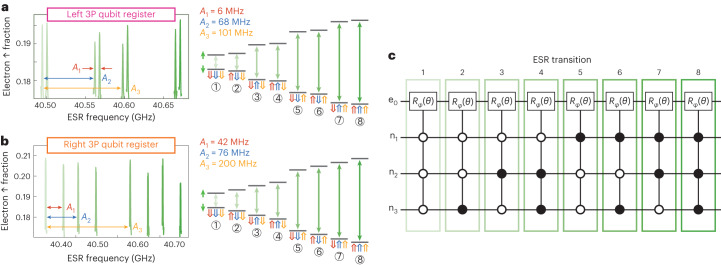 Left 3P qubit register
A1 = 6 MHz
A2 = 68 MHz
A3 = 101 MHz
Electron ↑ fraction
0.19
0.18
A1
A2
A3
40.50 40.57 40.60 40.67
ESR frequency (GHz)
① ② ③ ④ ⑤ ⑥ ⑦ ⑧
a
Right 3P qubit register
A1 = 42 MHz
A2 = 76 MHz
A3 = 200 MHz
Electron ↑ fraction
0.21
0.20
0.19
0.18
0.17
A1
A2
A3
40.40 40.60 40.70
ESR frequency (GHz)
① ② ③ ④ ⑤ ⑥ ⑦ ⑧
b
c
ESR transition
1 2 3 4 5 6 7 8
e0 Rφ(θ) Rφ(θ) Rφ(θ) Rφ(θ) Rφ(θ) Rφ(θ) Rφ(θ) Rφ(θ)
n1
n2
n3